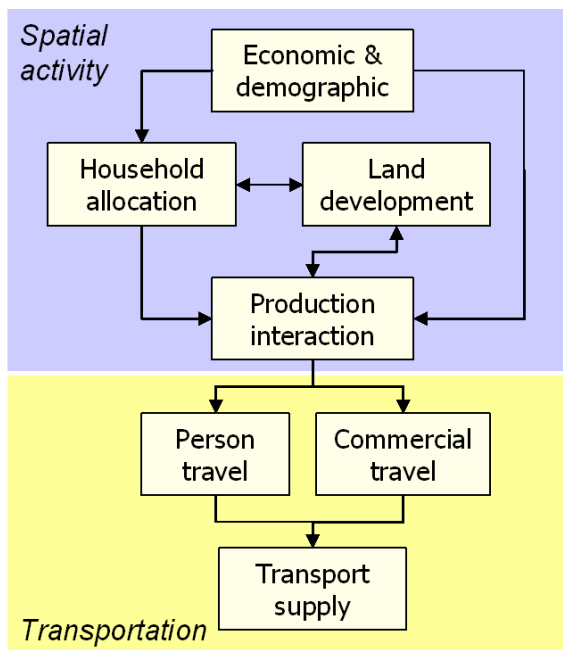 Spatial
activity
Economic &
demographic
Household
allocation
Land
development
Production
interaction
Person
travel
Commercial
travel
Transport
supply
Transportation